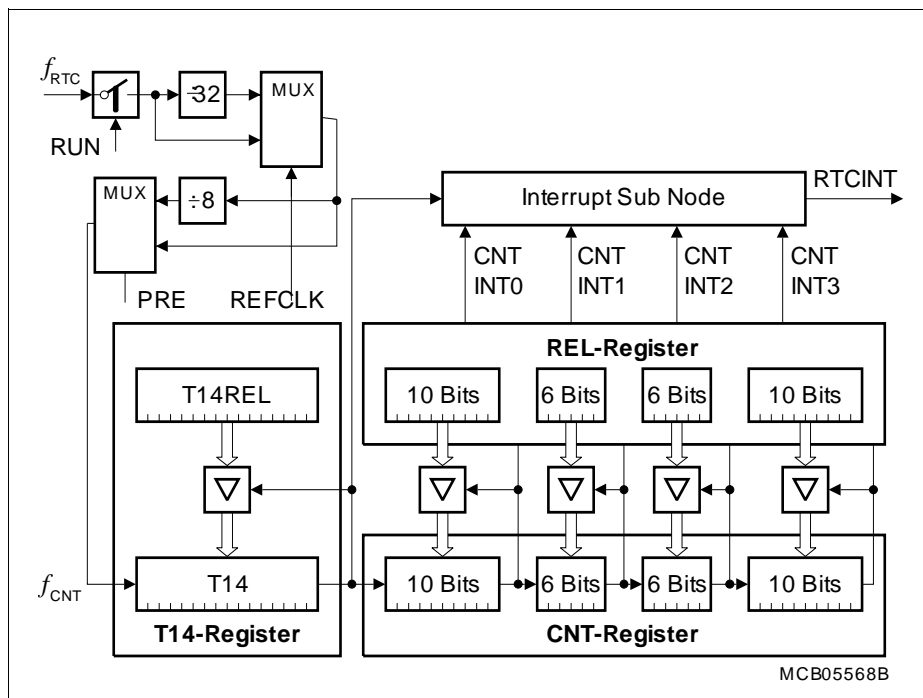 fRTC
÷32
MUX
RUN
MUX
÷8
Interrupt Sub Node
RTCINT
CNT INT0
CNT INT1
CNT INT2
CNT INT3
PRE
REFCLK
REL-Register
T14REL
10 Bits
6 Bits
6 Bits
10 Bits
fCNT
T14
10 Bits
6 Bits
6 Bits
10 Bits
T14-Register
CNT-Register
MCB05568B